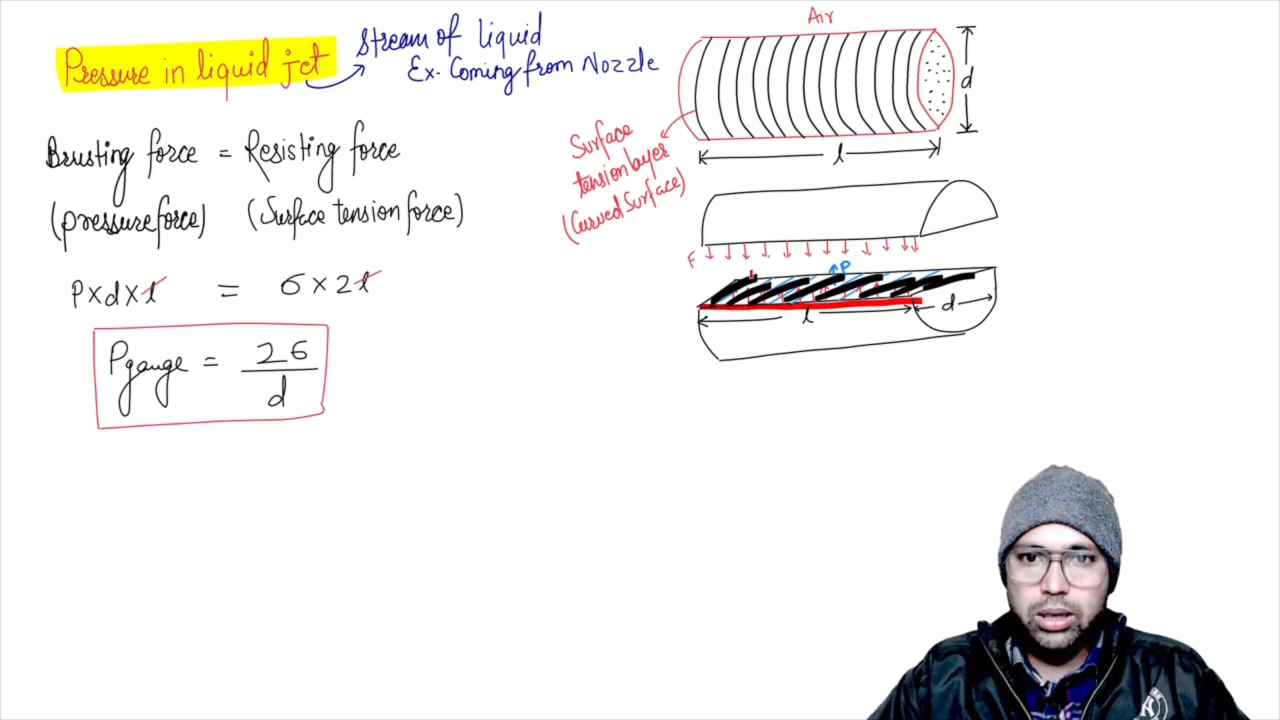 Pressure in liquid jet
Stream of liquid
Ex- Coming from Nozzle
Brusting force = Resisting force
(pressure force) (Surface tension force)
P×d×l = σ×2l
Pgauge = 2σ/d
Air
d
l
Surface
tension layer
(Curved Surface)
F
P
l
d